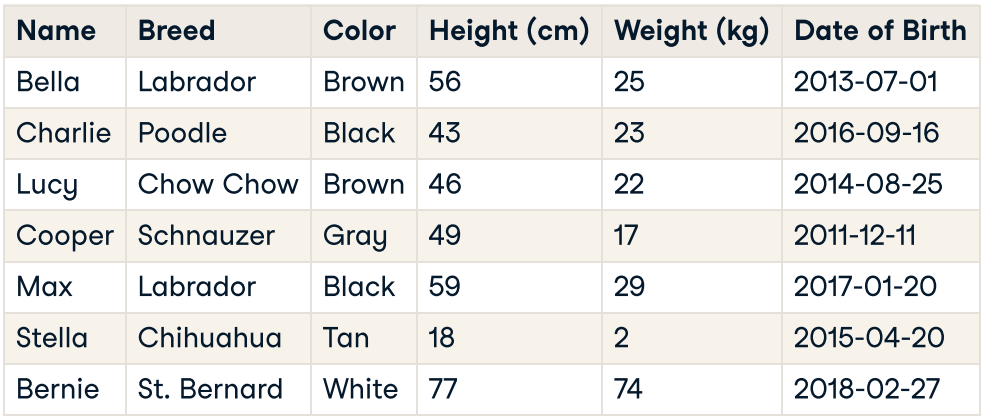 Name Breed Color Height (cm) Weight (kg) Date of Birth
Bella Labrador Brown 56 25 2013-07-01
Charlie Poodle Black 43 23 2016-09-16
Lucy Chow Chow Brown 46 22 2014-08-25
Cooper Schnauzer Gray 49 17 2011-12-11
Max Labrador Black 59 29 2017-01-20
Stella Chihuahua Tan 18 2 2015-04-20
Bernie St. Bernard White 77 74 2018-02-27